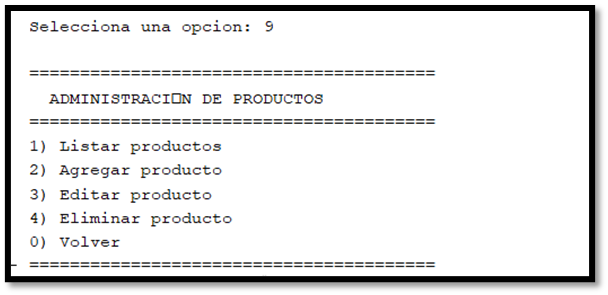 Selecciona una opcion: 9
========================================
ADMINISTRACI□N DE PRODUCTOS
========================================
1) Listar productos
2) Agregar producto
3) Editar producto
4) Eliminar producto
0) Volver
========================================